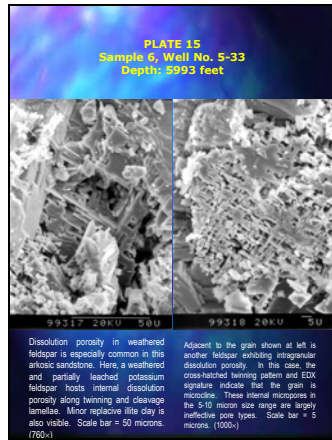 PLATE 15
Sample 6, Well No. 5-33
Depth: 5993 feet
99317 20KV 50U
99318 20KV 5U
Dissolution porosity in weathered
feldspar is especially common in this
arkosic sandstone. Here, a weathered
and partially leached potassium
feldspar hosts internal dissolution
porosity along twinning and cleavage
lamellae. Minor replacive illite clay is
also visible. Scale bar = 50 microns.
(760×)
Adjacent to the grain shown at left is
another feldspar exhibiting intragranular
dissolution porosity. In this case, the
cross-hatched twinning pattern and EDX
signature indicate that the grain is
microcline. These internal micropores
in the 5-10 micron size range are largely
ineffective pore types. Scale bar = 5
microns. (1000×)